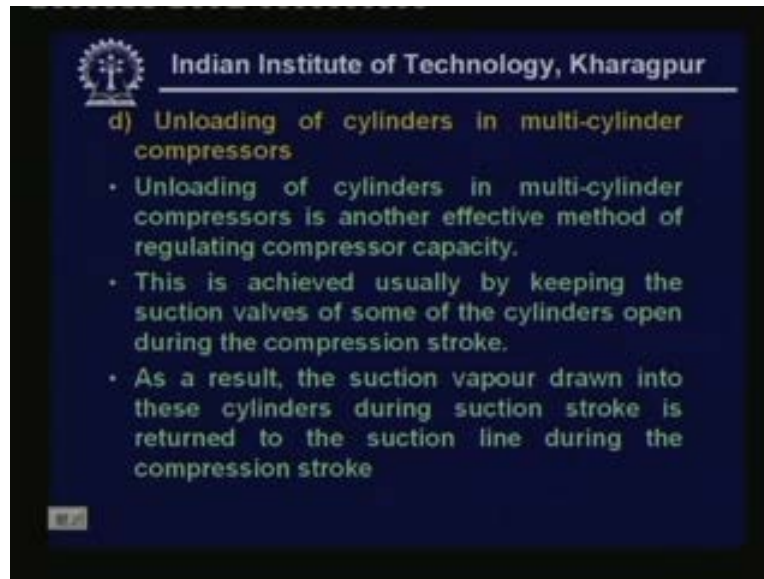 Indian Institute of Technology, Kharagpur
d) Unloading of cylinders in multi-cylinder
compressors
• Unloading of cylinders in multi-cylinder
compressors is another effective method of
regulating compressor capacity.
• This is achieved usually by keeping the
suction valves of some of the cylinders open
during the compression stroke.
• As a result, the suction vapour drawn into
these cylinders during suction stroke is
returned to the suction line during the
compression stroke